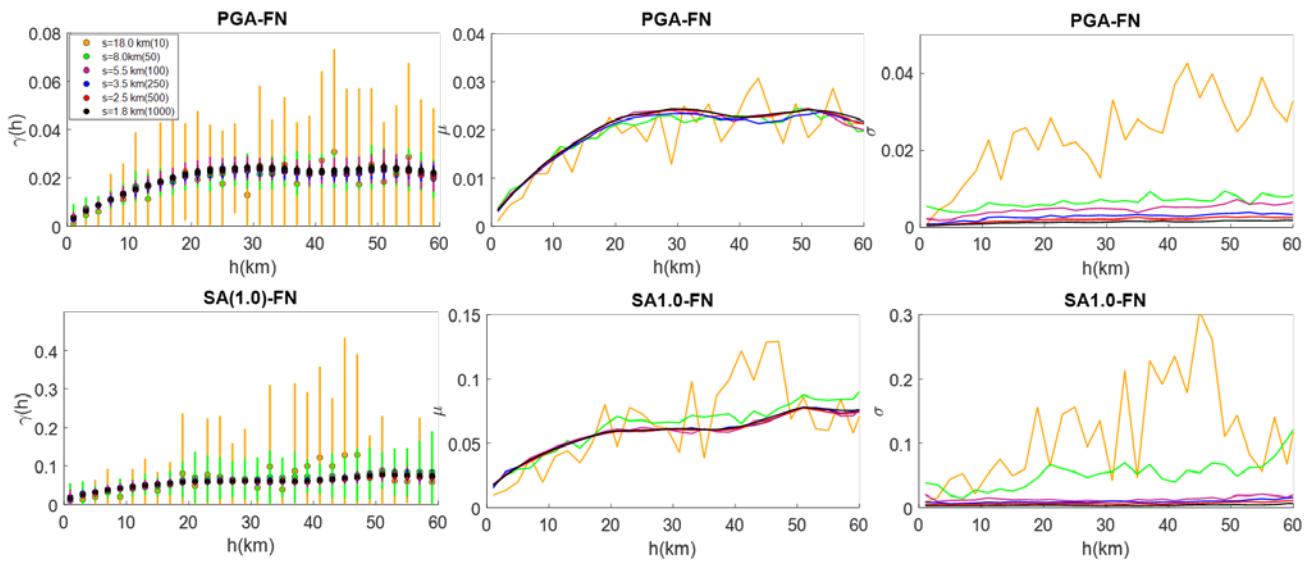 PGA-FN
PGA-FN
PGA-FN
0.08
0.06
0.04
0.02
0
γ(h)
s=18.0 km(10)
s=8.0km(50)
s=5.5 km(100)
s=3.5 km(250)
s=2.5 km(500)
s=1.8 km(1000)
0 10 20 30 40 50 60
h(km)
0.04
0.03
0.02
0.01
0
μ
0 10 20 30 40 50 60
h(km)
0.04
0.02
0
σ
0 10 20 30 40 50 60
h(km)
SA(1.0)-FN
SA1.0-FN
SA1.0-FN
0.4
0.3
0.2
0.1
0
γ(h)
0 10 20 30 40 50 60
h(km)
0.15
0.1
0.05
0
μ
0 10 20 30 40 50 60
h(km)
0.3
0.2
0.1
0
σ
0 10 20 30 40 50 60
h(km)